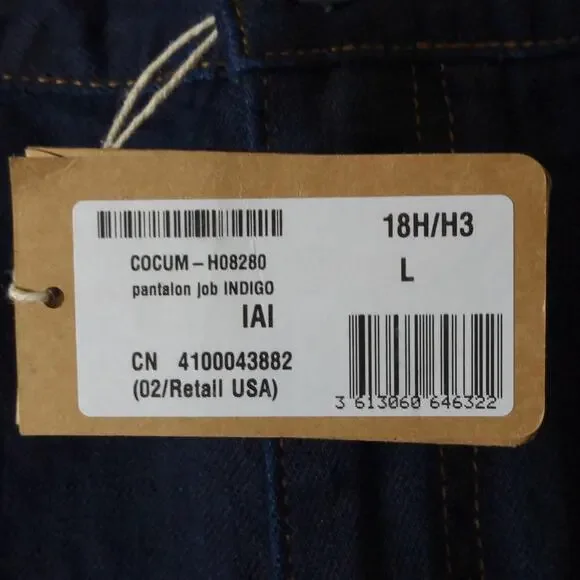 18H/H3
COCUM-H08280
pantalon job INDIGO
L
IAI
CN 4100043882
(02/Retail USA)
3 613060 646322